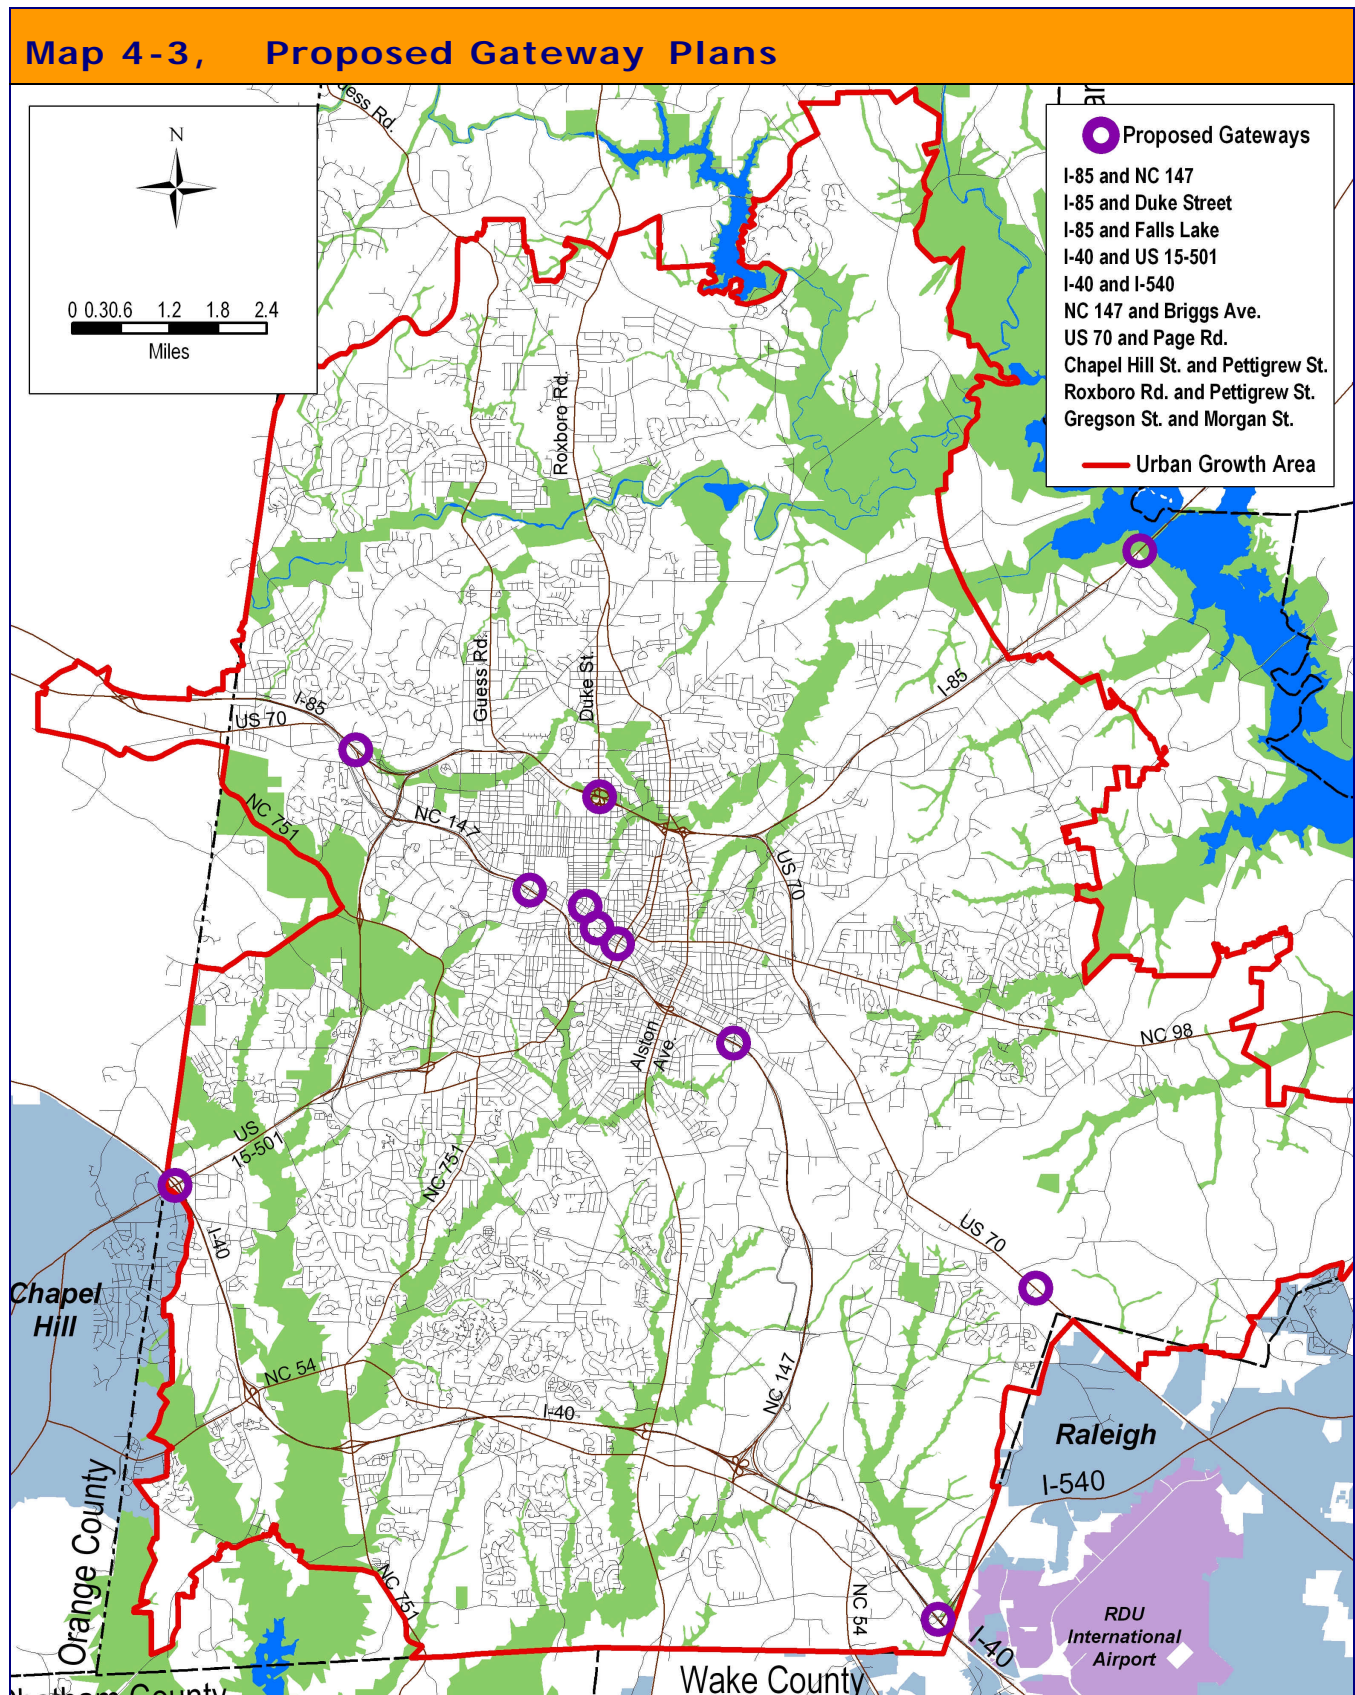 Map 4-3, Proposed Gateway Plans
N
0 0.30.6 1.2 1.8 2.4
Miles
Proposed Gateways
I-85 and NC 147
I-85 and Duke Street
I-85 and Falls Lake
I-40 and US 15-501
I-40 and I-540
NC 147 and Briggs Ave.
US 70 and Page Rd.
Chapel Hill St. and Pettigrew St.
Roxboro Rd. and Pettigrew St.
Gregson St. and Morgan St.
Urban Growth Area
Rd.
Roxboro Rd.
Guess Rd.
Duke St.
I-85
I-85
US 70
NC 751
NC 147
US 70
NC 98
Alston
Ave.
US
15-501
NC 751
I-40
US 70
Chapel
Hill
NC 54
I-40
NC 147
Raleigh
I-540
Orange County
NC 751
NC 54
I-40
RDU
International
Airport
Wake County
County